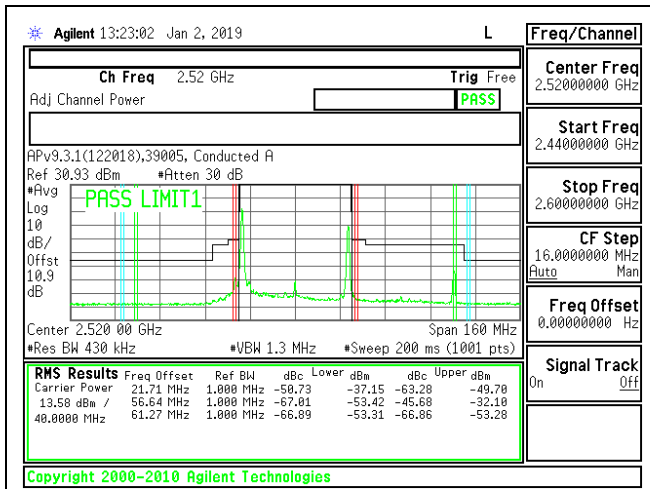 Agilent 13:23:02 Jan 2, 2019 L
Freq/Channel
Ch Freq 2.52 GHz Trig Free
Adj Channel Power PASS
Center Freq
2.52000000 GHz
Start Freq
2.44000000 GHz
Stop Freq
2.60000000 GHz
CF Step
16.0000000 MHz
Auto Man
Freq Offset
0.00000000 Hz
Signal Track
On Off
APv9.3.1(122018),39005, Conducted A
Ref 30.93 dBm #Atten 30 dB
#Avg
Log
10
dB/
Offst
10.9
dB
PASS LIMIT1
Center 2.520 00 GHz Span 160 MHz
#Res BW 430 kHz #VBW 1.3 MHz #Sweep 200 ms (1001 pts)
RMS Results Freq Offset Ref BW dBc Lower dBm dBc Upper dBm
Carrier Power 21.71 MHz 1.000 MHz -50.73 -37.15 -63.28 -49.70
13.58 dBm / 56.64 MHz 1.000 MHz -67.01 -53.42 -45.68 -32.10
40.0000 MHz 61.27 MHz 1.000 MHz -66.89 -53.31 -66.86 -53.28
Copyright 2000-2010 Agilent Technologies